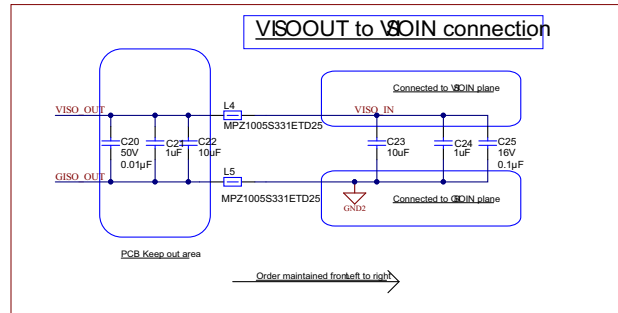 VISOOUT to VISOIN connection
L4
Connected to VISOIN plane
VISO_OUT
VISO_IN
MPZ1005S331ETD25
C20
50V
0.01µF
C21
1uF
C22
10uF
C23
10uF
C24
1uF
C25
16V
0.1µF
L5
GISO_OUT
MPZ1005S331ETD25
Connected to GISOIN plane
GND2
PCB Keep out area
Order maintained from Left to right